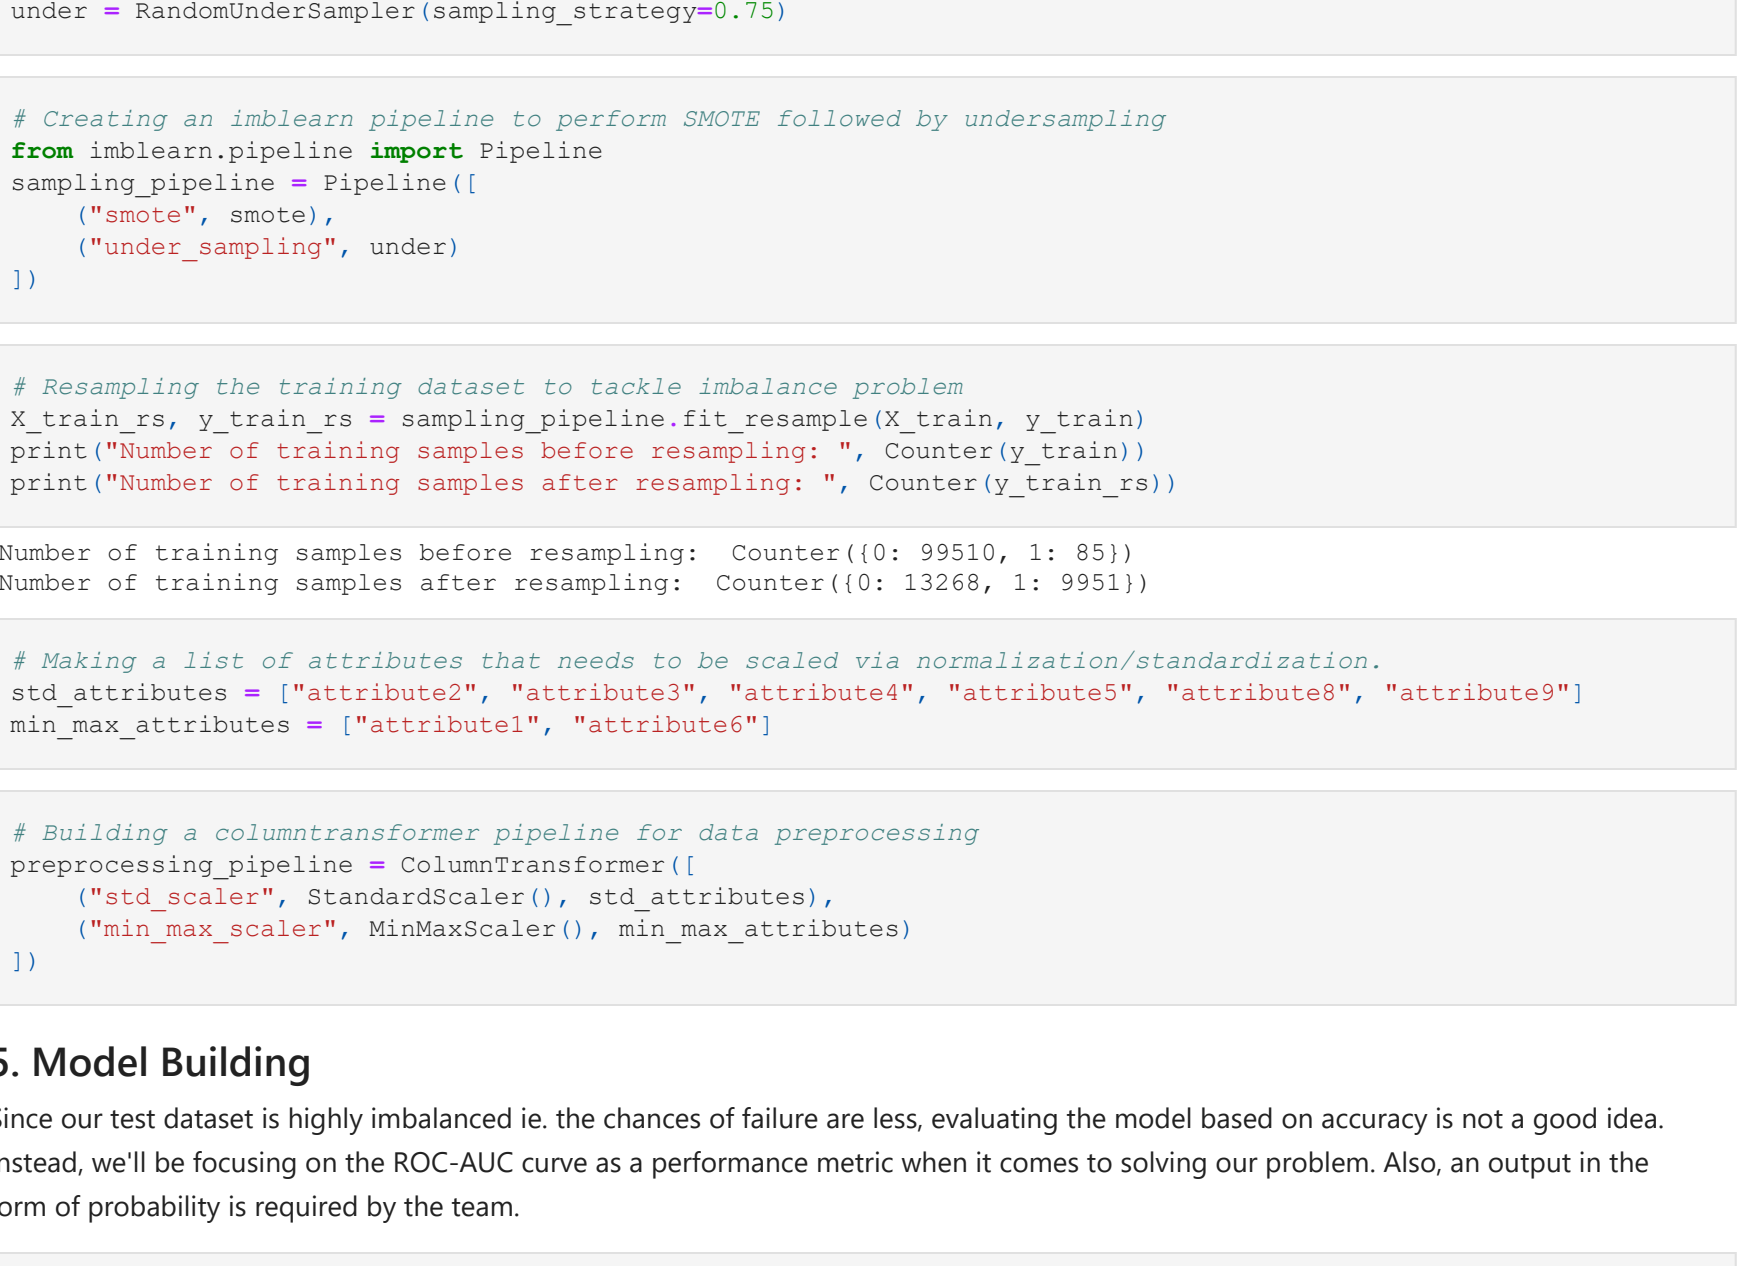 under = RandomUnderSampler(sampling_strategy=0.75)
# Creating an imblearn pipeline to perform SMOTE followed by undersampling
from imblearn.pipeline import Pipeline
sampling_pipeline = Pipeline([
    ("smote", smote),
    ("under_sampling", under)
])
# Resampling the training dataset to tackle imbalance problem
X_train_rs, y_train_rs = sampling_pipeline.fit_resample(X_train, y_train)
print("Number of training samples before resampling: ", Counter(y_train))
print("Number of training samples after resampling: ", Counter(y_train_rs))
Number of training samples before resampling:  Counter({0: 99510, 1: 85})
Number of training samples after resampling:  Counter({0: 13268, 1: 9951})
# Making a list of attributes that needs to be scaled via normalization/standardization.
std_attributes = ["attribute2", "attribute3", "attribute4", "attribute5", "attribute8", "attribute9"]
min_max_attributes = ["attribute1", "attribute6"]
# Building a columntransformer pipeline for data preprocessing
preprocessing_pipeline = ColumnTransformer([
    ("std_scaler", StandardScaler(), std_attributes),
    ("min_max_scaler", MinMaxScaler(), min_max_attributes)
])
5. Model Building
Since our test dataset is highly imbalanced ie. the chances of failure are less, evaluating the model based on accuracy is not a good idea.
Instead, we'll be focusing on the ROC-AUC curve as a performance metric when it comes to solving our problem. Also, an output in the
form of probability is required by the team.